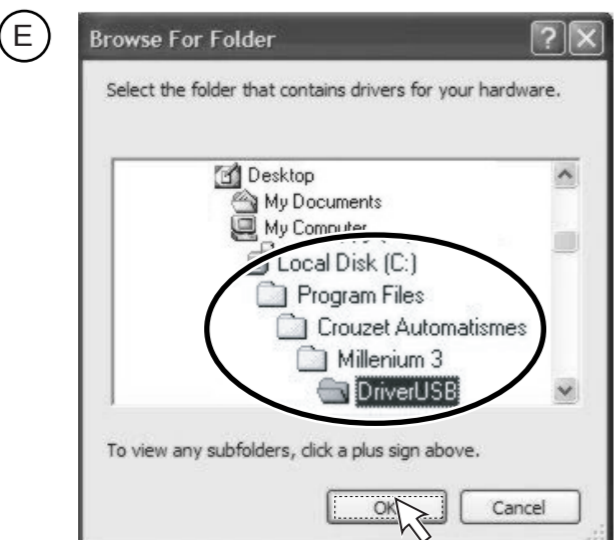 E
Browse For Folder
Select the folder that contains drivers for your hardware.
Desktop
My Documents
My Computer
Local Disk (C:)
Program Files
Crouzet Automatismes
Millenium 3
DriverUSB
To view any subfolders, click a plus sign above.
OK Cancel